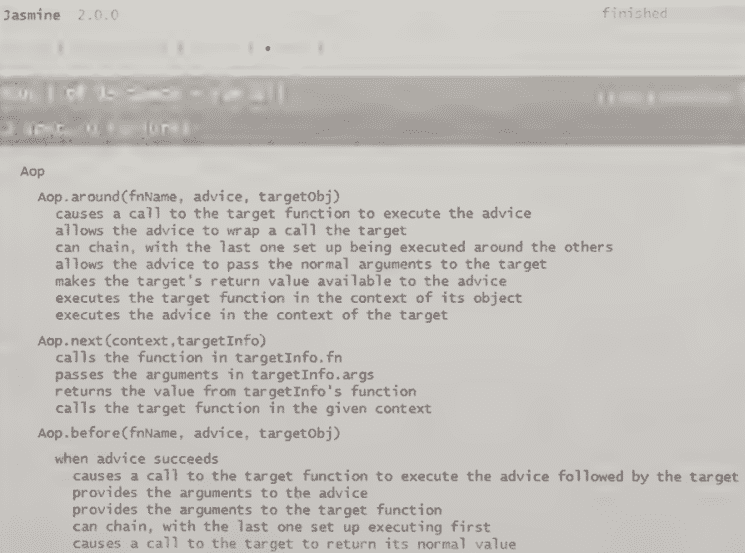 Jasmine 2.0.0
finished
Aop
Aop.around(fnName, advice, targetObj)
causes a call to the target function to execute the advice
allows the advice to wrap a call the target
can chain, with the last one set up being executed around the others
allows the advice to pass the normal arguments to the target
makes the target's return value available to the advice
executes the target function in the context of its object
executes the advice in the context of the target
Aop.next(context,targetInfo)
calls the function in targetInfo.fn
passes the arguments in targetInfo.args
returns the value from targetInfo's function
calls the target function in the given context
Aop.before(fnName, advice, targetObj)
when advice succeeds
causes a call to the target function to execute the advice followed by the target
provides the arguments to the advice
provides the arguments to the target function
can chain, with the last one set up executing first
causes a call to the target to return its normal value